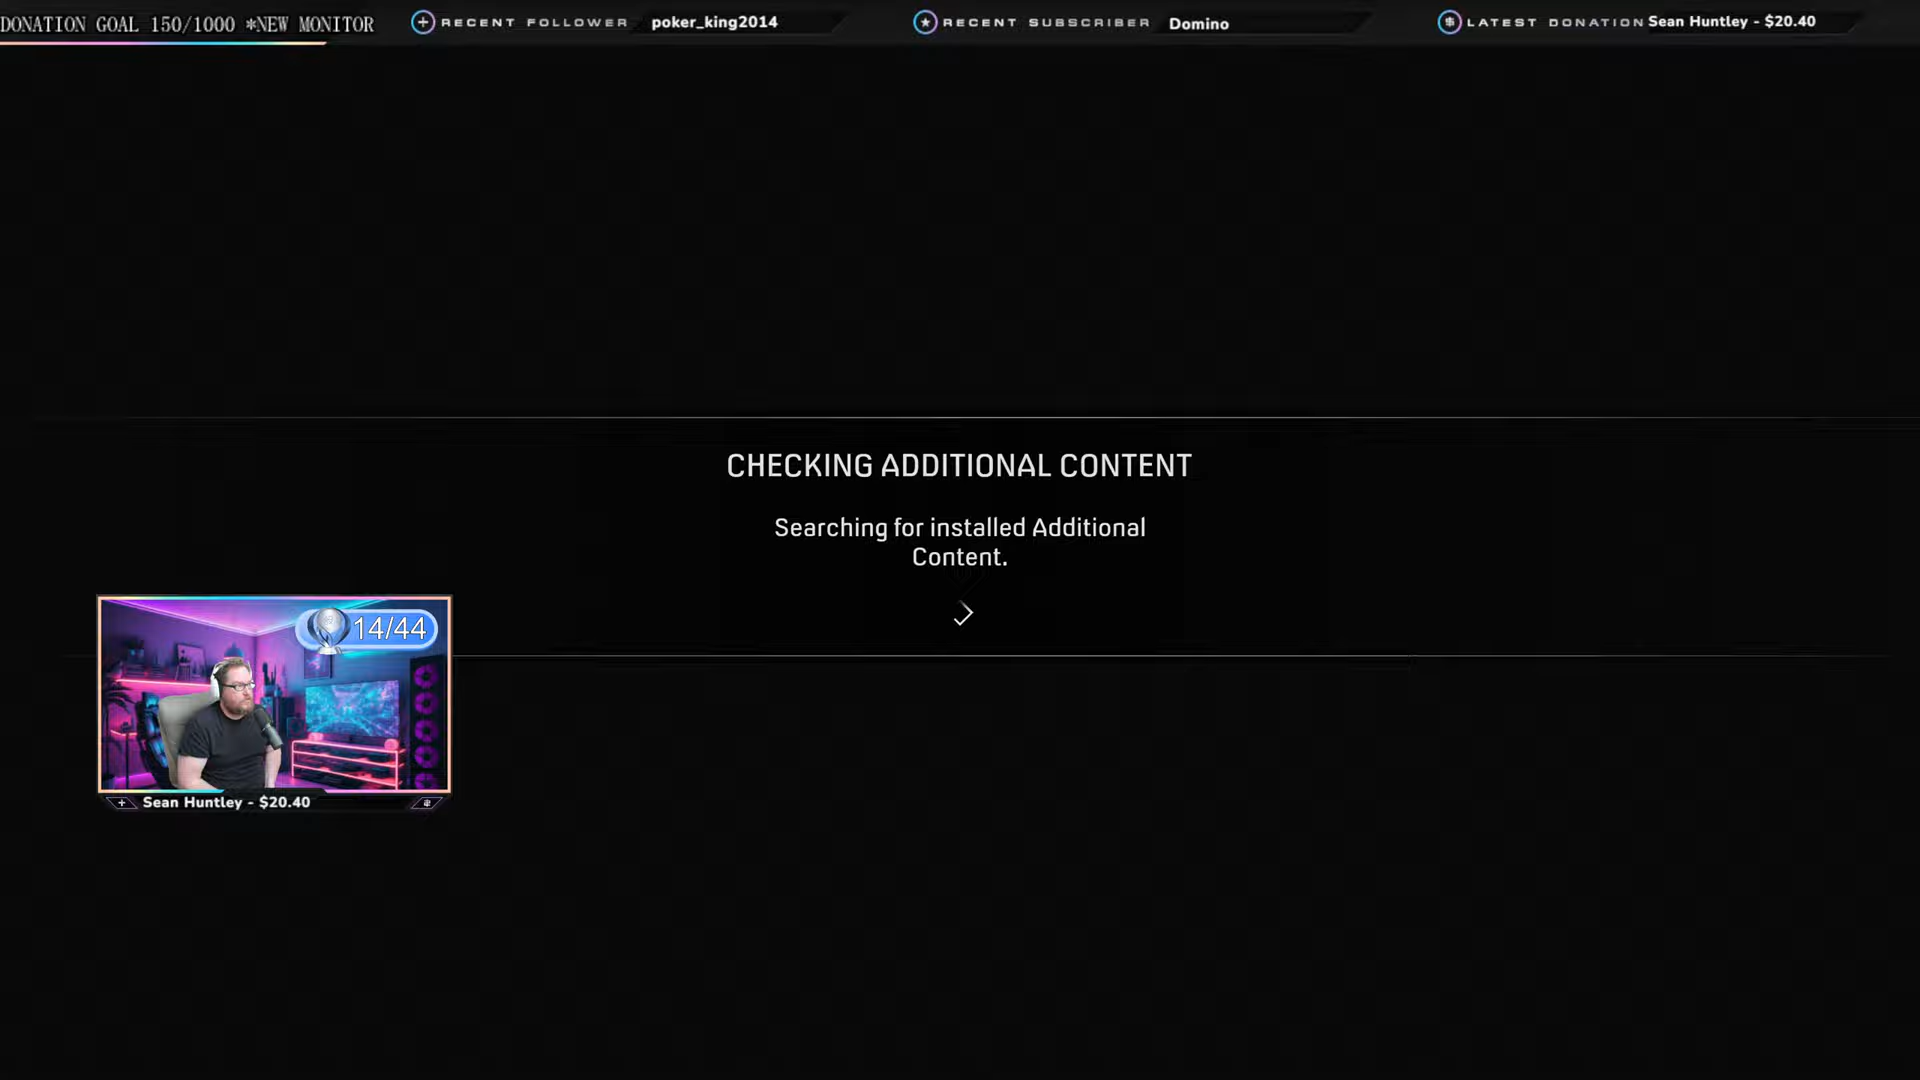 DONATION GOAL 150/1000 *NEW MONITOR
RECENT FOLLOWER poker_king2014
RECENT SUBSCRIBER Domino
LATEST DONATION Sean Huntley - $20.40
CHECKING ADDITIONAL CONTENT
Searching for installed Additional
Content.
14/44
Sean Huntley - $20.40